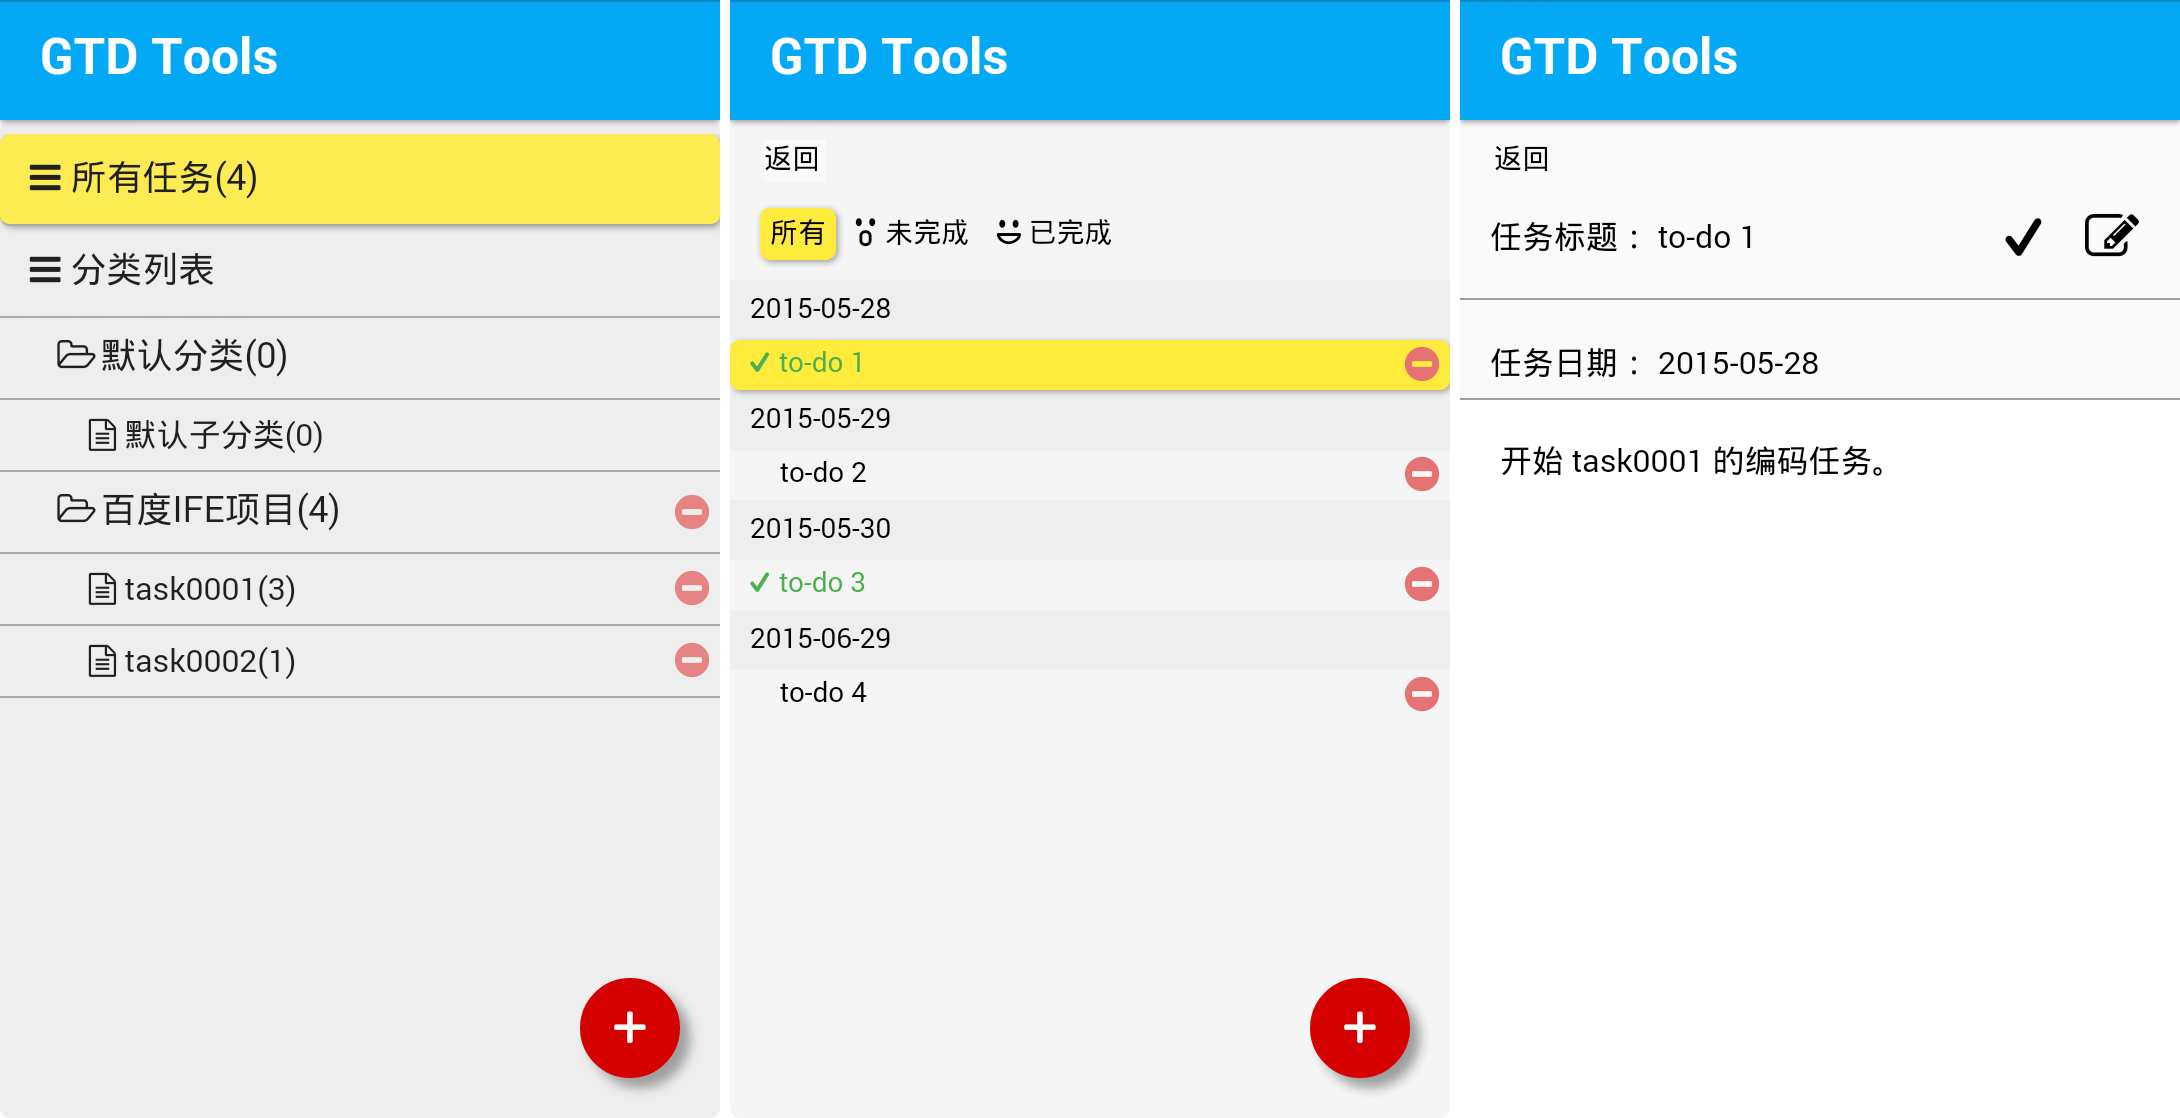 GTD Tools
所有任务(4)
分类列表
默认分类(0)
默认子分类(0)
百度IFE项目(4)
task0001(3)
task0002(1)
GTD Tools
返回
所有 未完成 已完成
2015-05-28
to-do 1
2015-05-29
to-do 2
2015-05-30
to-do 3
2015-06-29
to-do 4
GTD Tools
返回
任务标题： to-do 1
任务日期： 2015-05-28
开始 task0001 的编码任务。